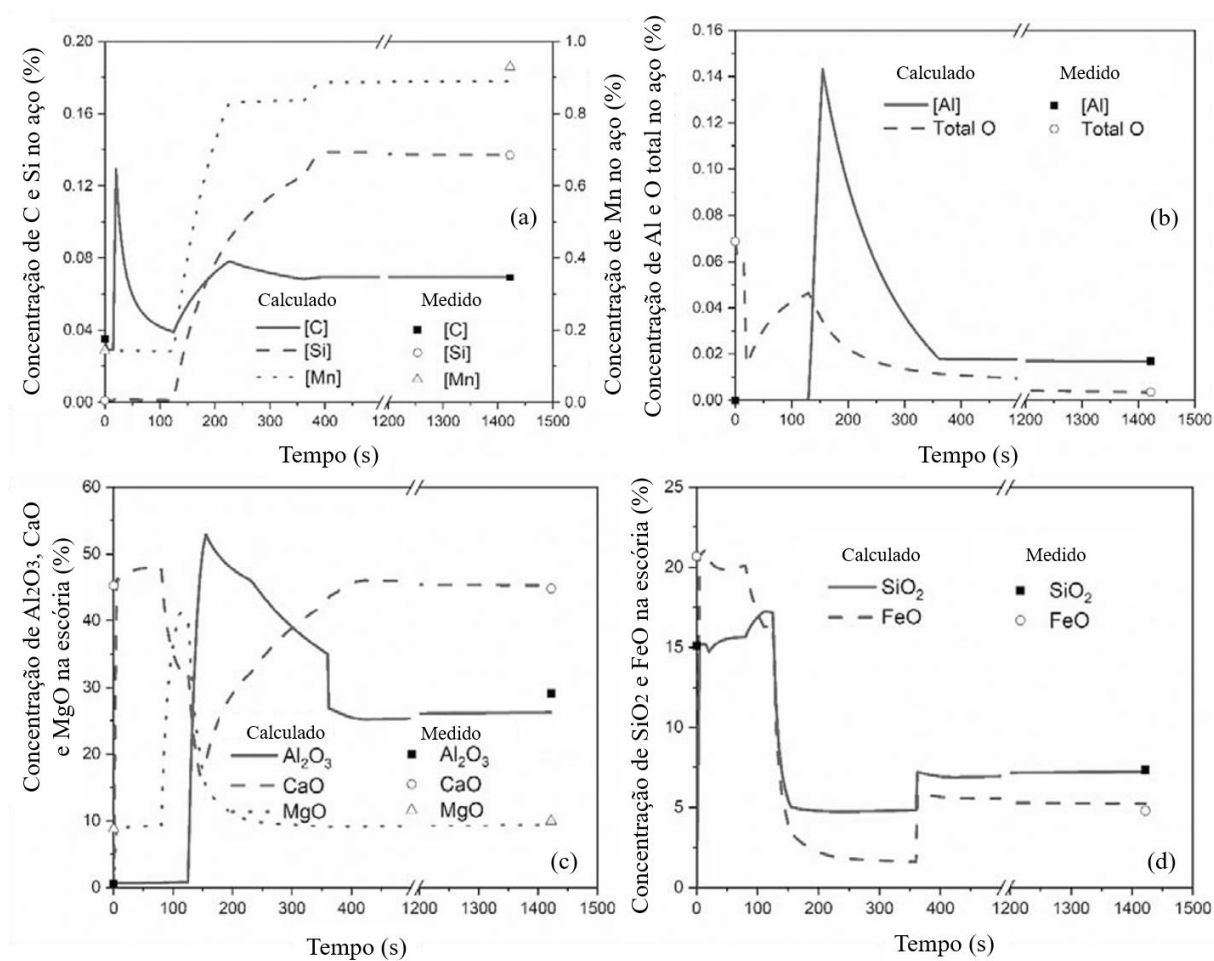 Concentração de C e Si no aço (%)
0.20
0.16
0.12
0.08
0.04
0.00
1.0
0.8
0.6
0.4
0.2
0.0
(a)
Calculado Medido
[C] [C]
[Si] [Si]
[Mn] [Mn]
0 100 200 300 400 1200 1300 1400 1500
Tempo (s)
Concentração de Mn no aço (%)
Concentração de Al e O total no aço (%)
0.16
0.14
0.12
0.10
0.08
0.06
0.04
0.02
0.00
Calculado Medido
[Al] [Al]
Total O Total O
(b)
0 100 200 300 400 500 1300 1400 1500
Tempo (s)
Concentração de Al2O3, CaO
e MgO na escória (%)
60
50
40
30
20
10
0
Calculado Medido
Al2O3 Al2O3
CaO CaO
MgO MgO
(c)
0 100 200 300 400 1200 1300 1400 1500
Tempo (s)
Concentração de SiO2 e FeO na escória (%)
25
20
15
10
5
0
Calculado Medido
SiO2 SiO2
FeO FeO
(d)
0 100 200 300 400 1200 1300 1400 1500
Tempo (s)